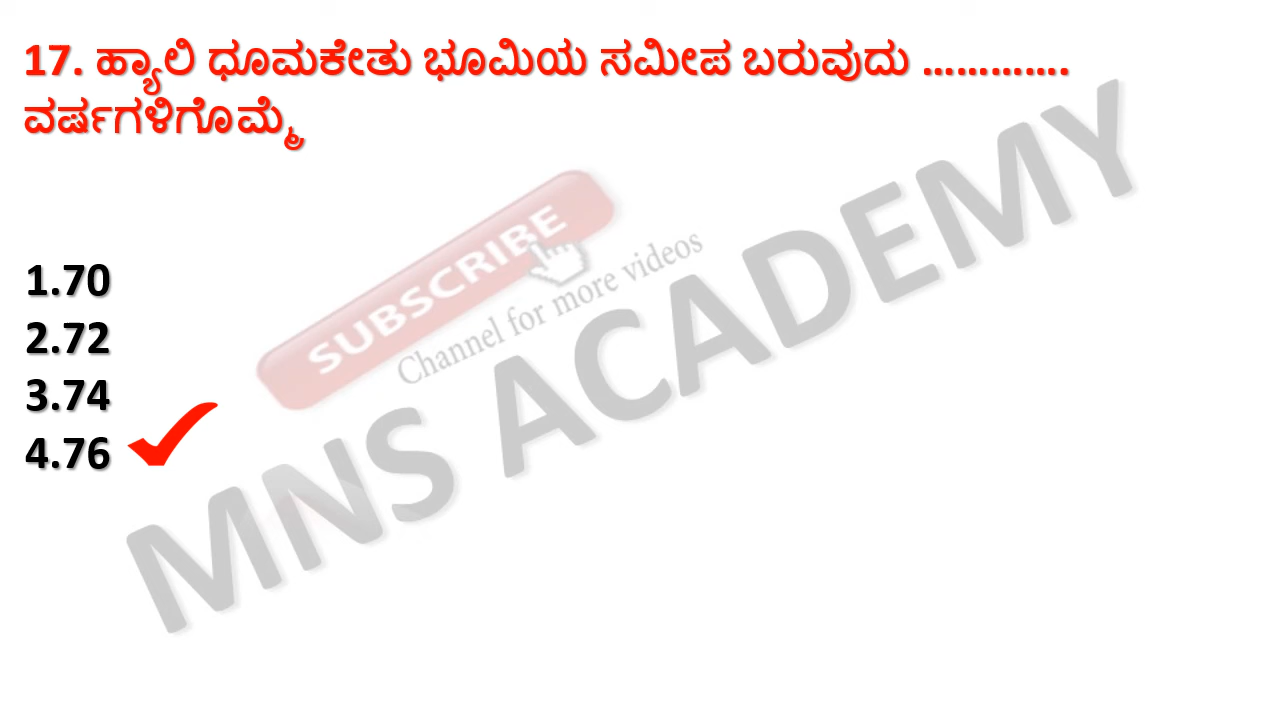 17. ಹ್ಯಾಲಿ ಧೂಮಕೇತು ಭೂಮಿಯ ಸಮೀಪ ಬರುವುದು ………….
ವರ್ಷಗಳಿಗೊಮ್ಮೆ
SUBSCRIBE
Channel for more videos
MNS ACADEMY
1.70
2.72
3.74
4.76